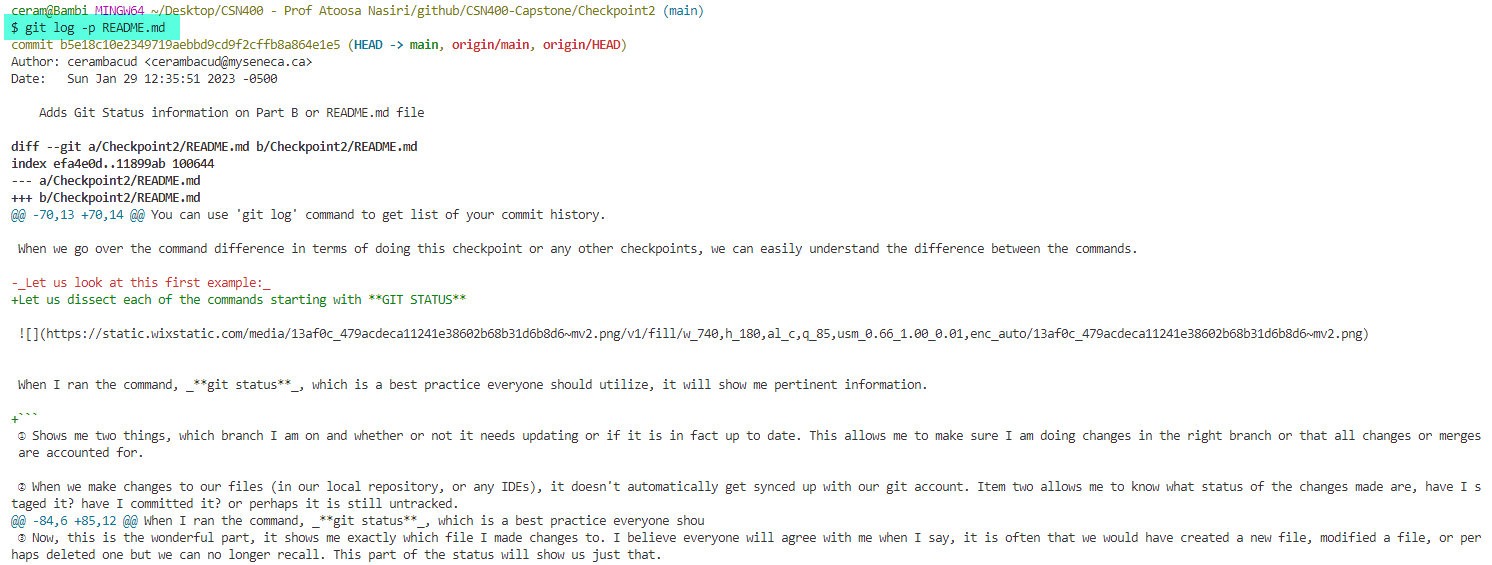 ceram@Bambi MINGW64 ~/Desktop/CSN400 - Prof Atoosa Nasiri/github/CSN400-Capstone/Checkpoint2 (main)
$ git log -p README.md
commit b5e18c10e2349719aebbd9cd9f2cffb8a864e1e5 (HEAD -> main, origin/main, origin/HEAD)
Author: cerambacud <cerambacud@myseneca.ca>
Date:   Sun Jan 29 12:35:51 2023 -0500

    Adds Git Status information on Part B or README.md file

diff --git a/Checkpoint2/README.md b/Checkpoint2/README.md
index efa4e0d..11899ab 100644
--- a/Checkpoint2/README.md
+++ b/Checkpoint2/README.md
@@ -70,13 +70,14 @@ You can use 'git log' command to get list of your commit history.

 When we go over the command difference in terms of doing this checkpoint or any other checkpoints, we can easily understand the difference between the commands.

-_Let us look at this first example:_
+Let us dissect each of the commands starting with **GIT STATUS**

 ![](https://static.wixstatic.com/media/13af0c_479acdeca11241e38602b68b31d6b8d6~mv2.png/v1/fill/w_740,h_180,al_c,q_85,usm_0.66_1.00_0.01,enc_auto/13af0c_479acdeca11241e38602b68b31d6b8d6~mv2.png)

 When I ran the command, _**git status**_, which is a best practice everyone should utilize, it will show me pertinent information.

+```
 ① Shows me two things, which branch I am on and whether or not it needs updating or if it is in fact up to date. This allows me to make sure I am doing changes in the right branch or that all changes or merges
 are accounted for.

 ② When we make changes to our files (in our local repository, or any IDEs), it doesn't automatically get synced up with our git account. Item two allows me to know what status of the changes made are, have I s
taged it? have I committed it? or perhaps it is still untracked.
@@ -84,6 +85,12 @@ When I ran the command, _**git status**_, which is a best practice everyone shou
 ③ Now, this is the wonderful part, it shows me exactly which file I made changes to. I believe everyone will agree with me when I say, it is often that we would have created a new file, modified a file, or per
haps deleted one but we can no longer recall. This part of the status will show us just that.